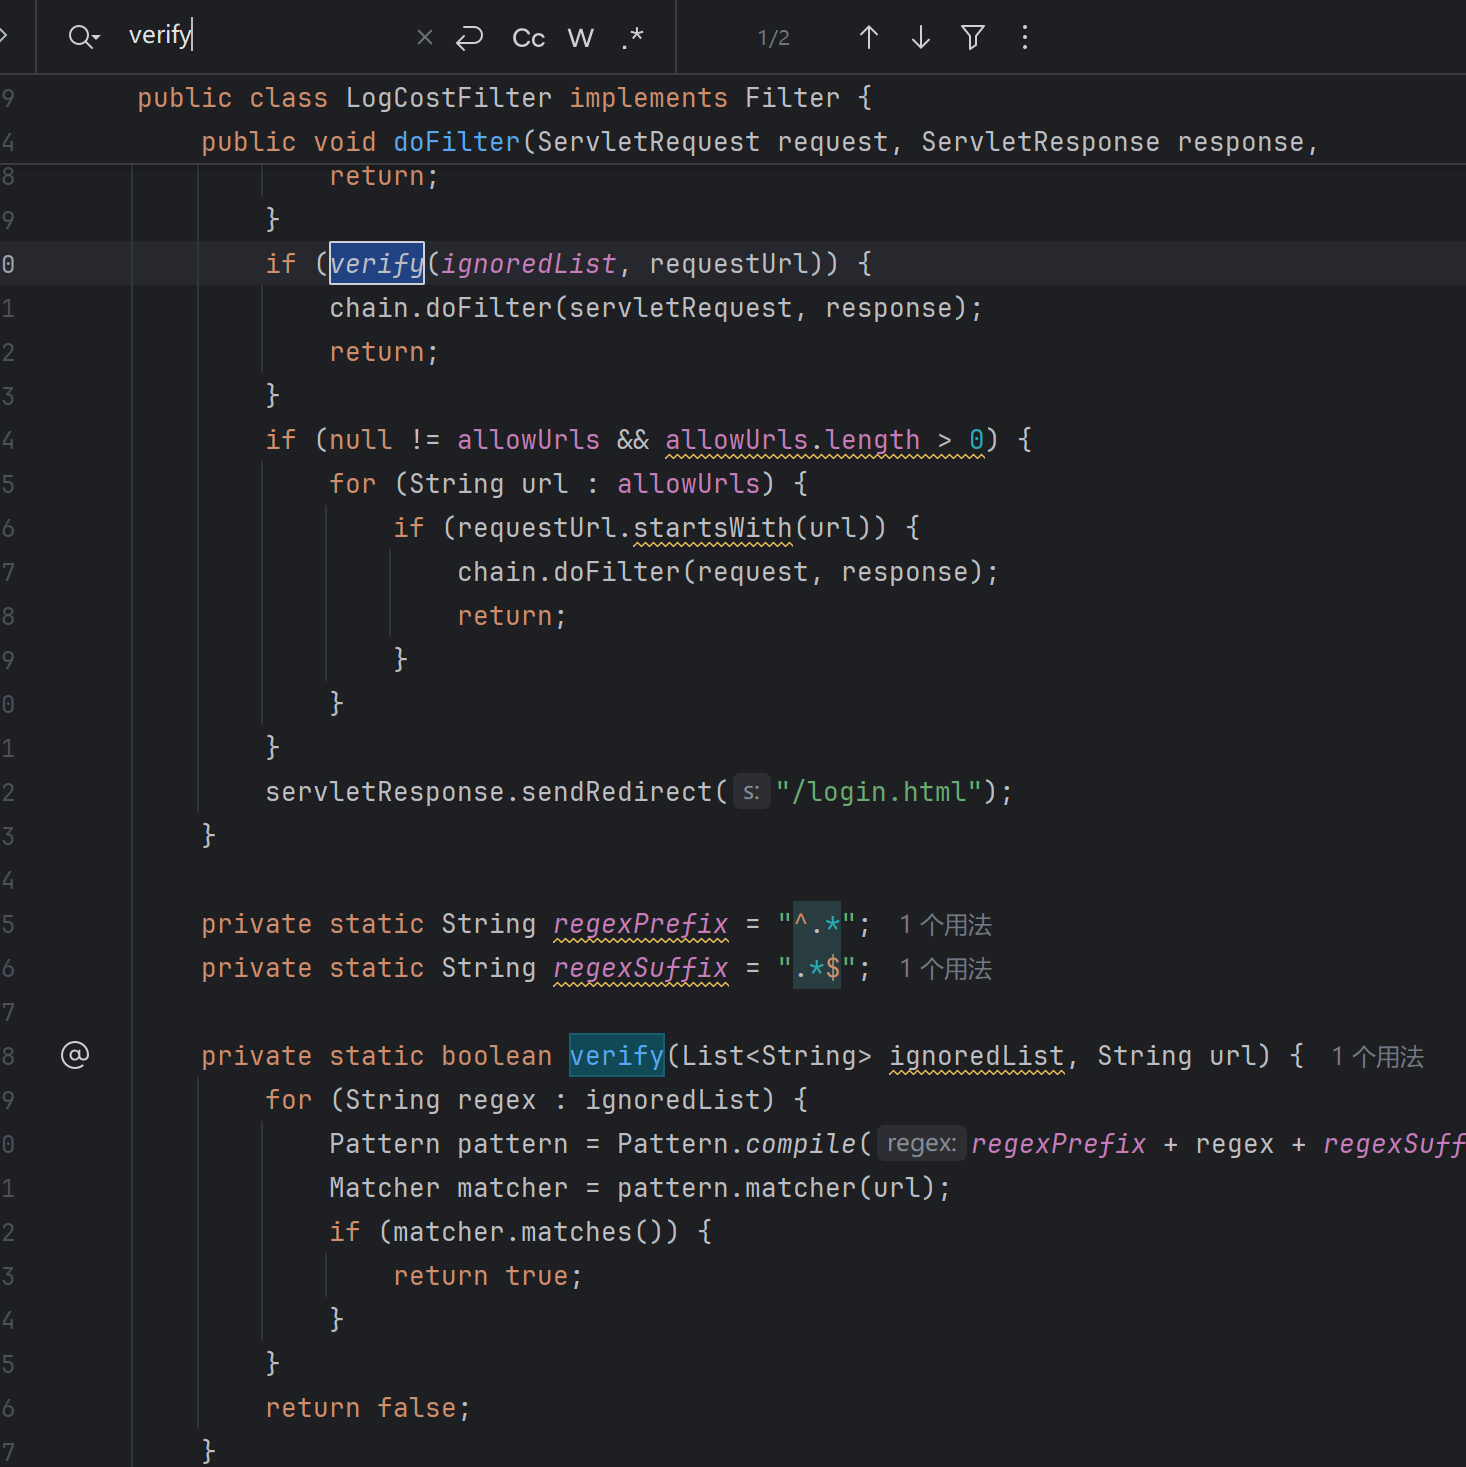 verify
Cc W .* 1/2
9 public class LogCostFilter implements Filter {
4 public void doFilter(ServletRequest request, ServletResponse response,
8 return;
9 }
0 if (verify(ignoredList, requestUrl)) {
1 chain.doFilter(servletRequest, response);
2 return;
3 }
4 if (null != allowUrls && allowUrls.length > 0) {
5 for (String url : allowUrls) {
6 if (requestUrl.startsWith(url)) {
7 chain.doFilter(request, response);
8 return;
9 }
0 }
1 }
2 servletResponse.sendRedirect( s: "/login.html");
3 }
4
5 private static String regexPrefix = "^.*"; 1 个用法
6 private static String regexSuffix = ".*$"; 1 个用法
7
8 @ private static boolean verify(List<String> ignoredList, String url) { 1 个用法
9 for (String regex : ignoredList) {
0 Pattern pattern = Pattern.compile( regex: regexPrefix + regex + regexSuff
1 Matcher matcher = pattern.matcher(url);
2 if (matcher.matches()) {
3 return true;
4 }
5 }
6 return false;
7 }